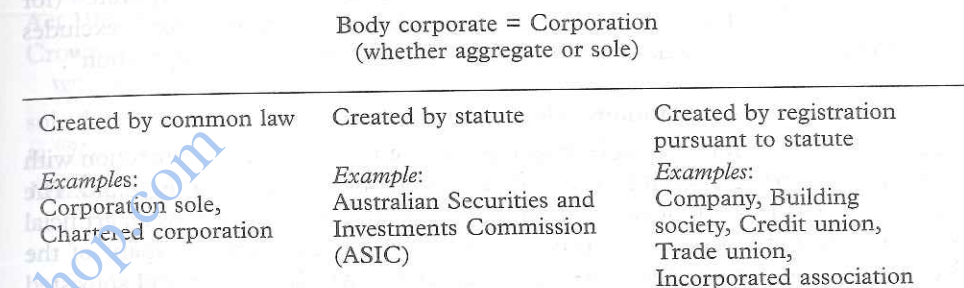 Body corporate = Corporation
(whether aggregate or sole)
Created by common law
Examples:
Corporation sole,
Chartered corporation
Created by statute
Example:
Australian Securities and
Investments Commission
(ASIC)
Created by registration
pursuant to statute
Examples:
Company, Building
society, Credit union,
Trade union,
Incorporated association
hop.com